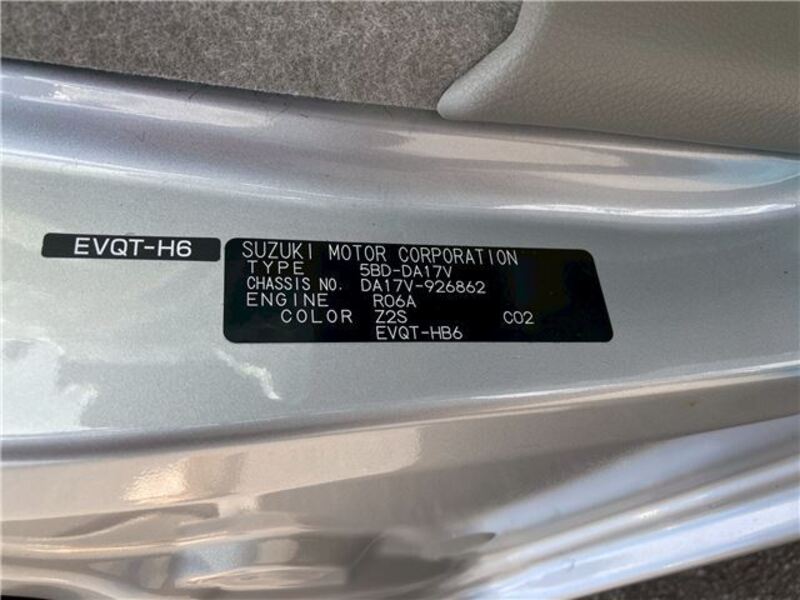 EVQT-H6
SUZUKI MOTOR CORPORATION
TYPE 5BD-DA17V
CHASSIS NO. DA17V-926862
ENGINE R06A
COLOR Z2S C02
EVQT-HB6